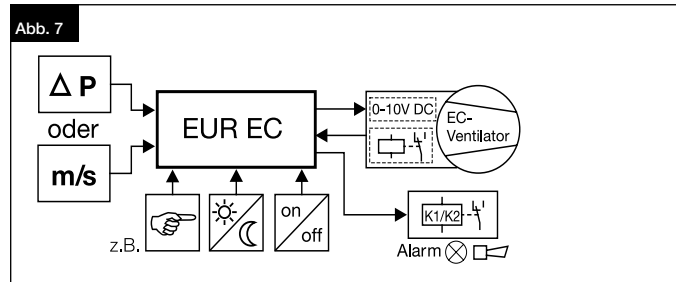 Abb. 7
Δ P
oder
m/s
EUR EC
0-10V DC
EC-
Ventilator
z.B.
on
off
K1/K2
Alarm